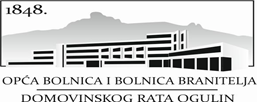 1848.
OPĆA BOLNICA I BOLNICA BRANITELJA
DOMOVINSKOG RATA OGULIN